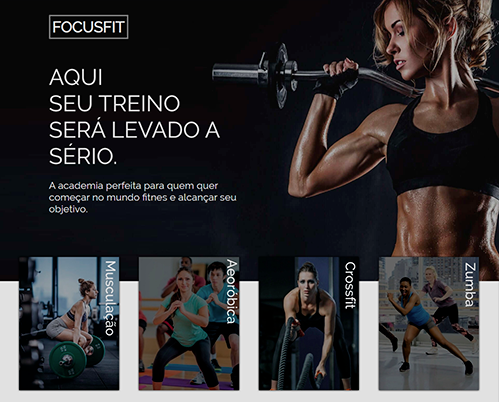 FOCUSFIT
AQUI
SEU TREINO
SERÁ LEVADO A
SÉRIO.
A academia perfeita para quem quer
começar no mundo fitnes e alcançar seu
objetivo.
Musculação
Aeoróbica
Crossfit
Zumba